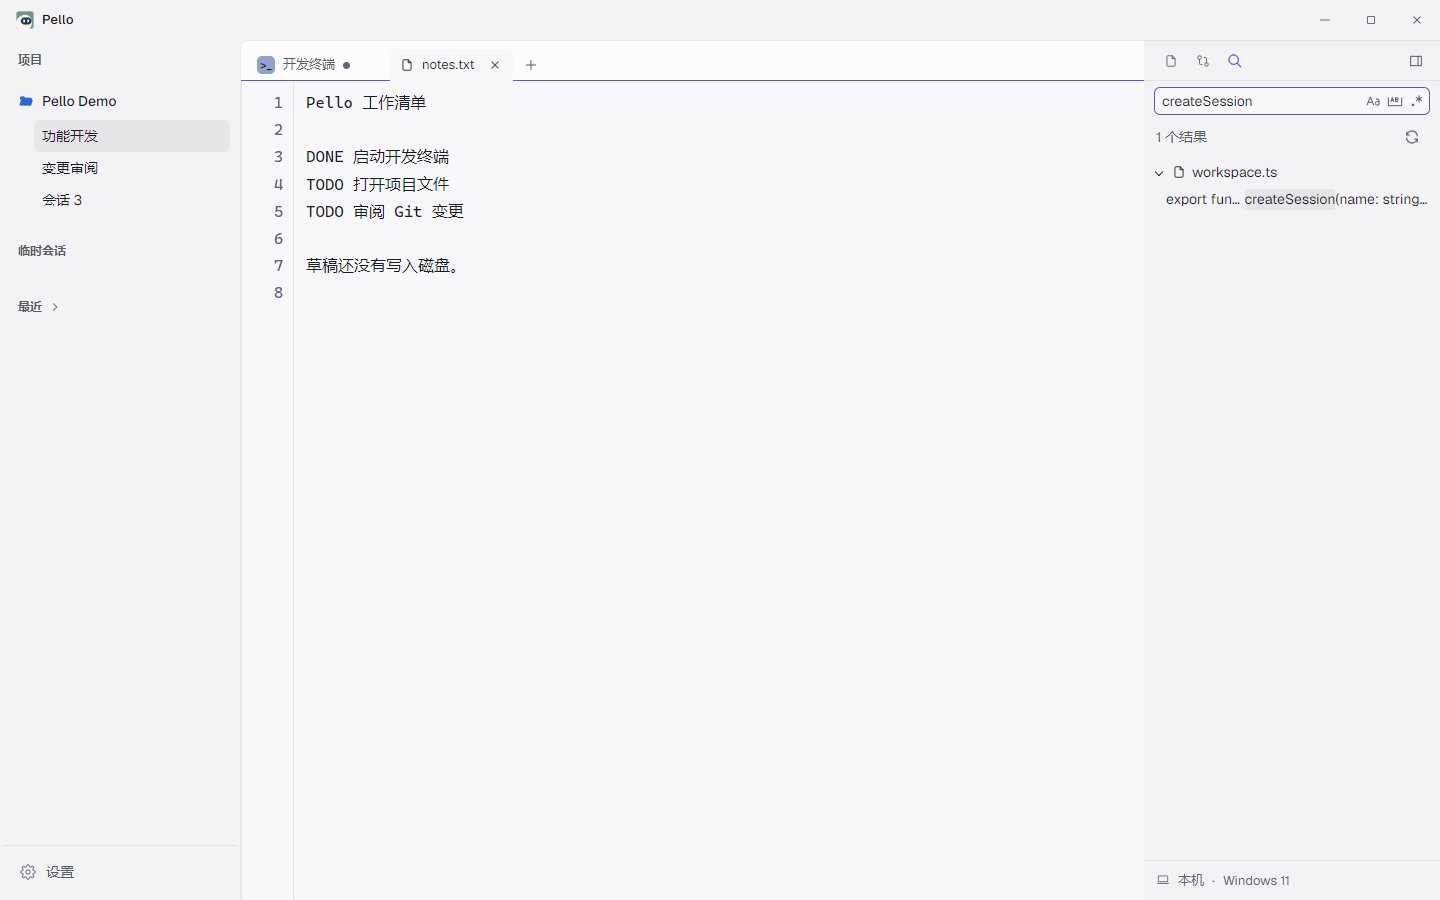 Pello
项目
Pello Demo
功能开发
变更审阅
会话 3
临时会话
最近
设置
>_ 开发终端
notes.txt
1 Pello 工作清单
2
3 DONE 启动开发终端
4 TODO 打开项目文件
5 TODO 审阅 Git 变更
6
7 草稿还没有写入磁盘。
8
createSession Aa AB .*
1 个结果
workspace.ts
export fun... createSession(name: string...
本机 · Windows 11